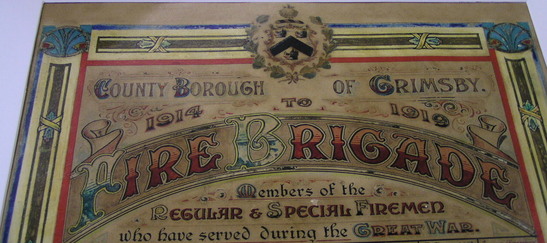 County Borough of Grimsby.
1914 to 1919
Fire Brigade
Members of the
Regular & Special Firemen
who have served during the Great War.